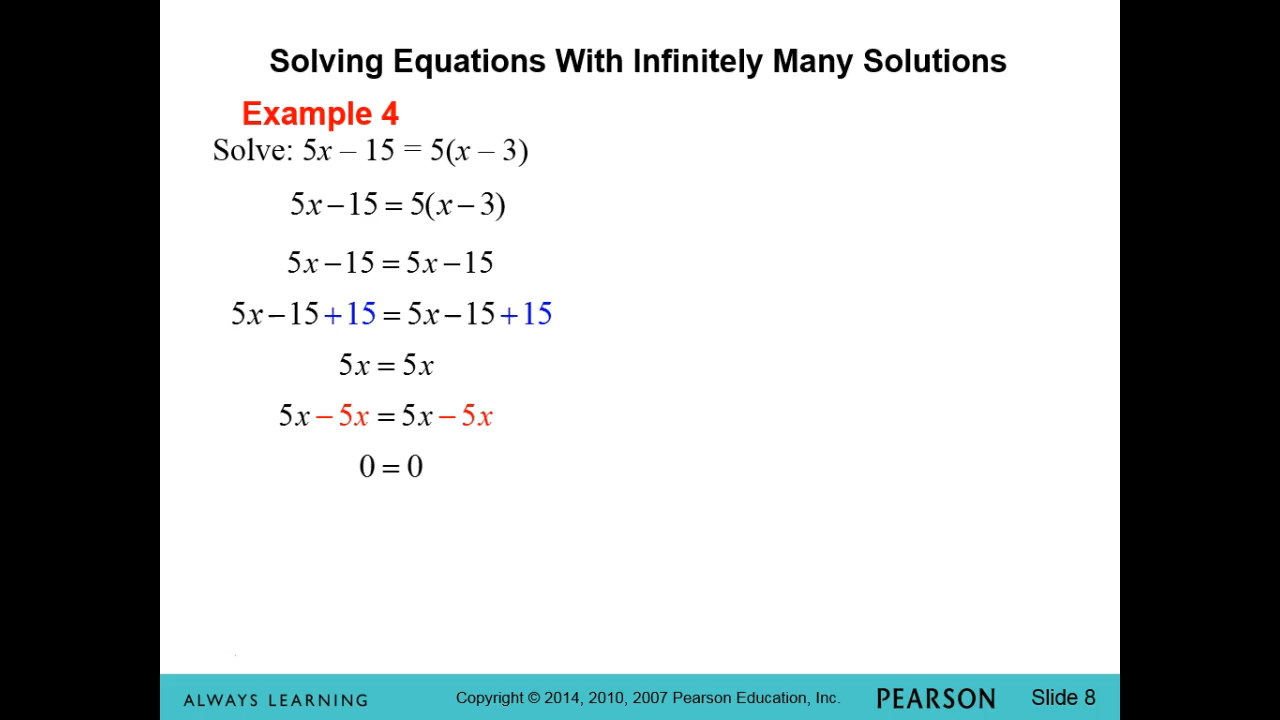 Solving Equations With Infinitely Many Solutions
Example 4
Solve: 5x – 15 = 5(x – 3)
5x − 15 = 5(x − 3)
5x − 15 = 5x − 15
5x − 15 + 15 = 5x − 15 + 15
5x = 5x
5x − 5x = 5x − 5x
0 = 0
ALWAYS LEARNING Copyright © 2014, 2010, 2007 Pearson Education, Inc. PEARSON Slide 8